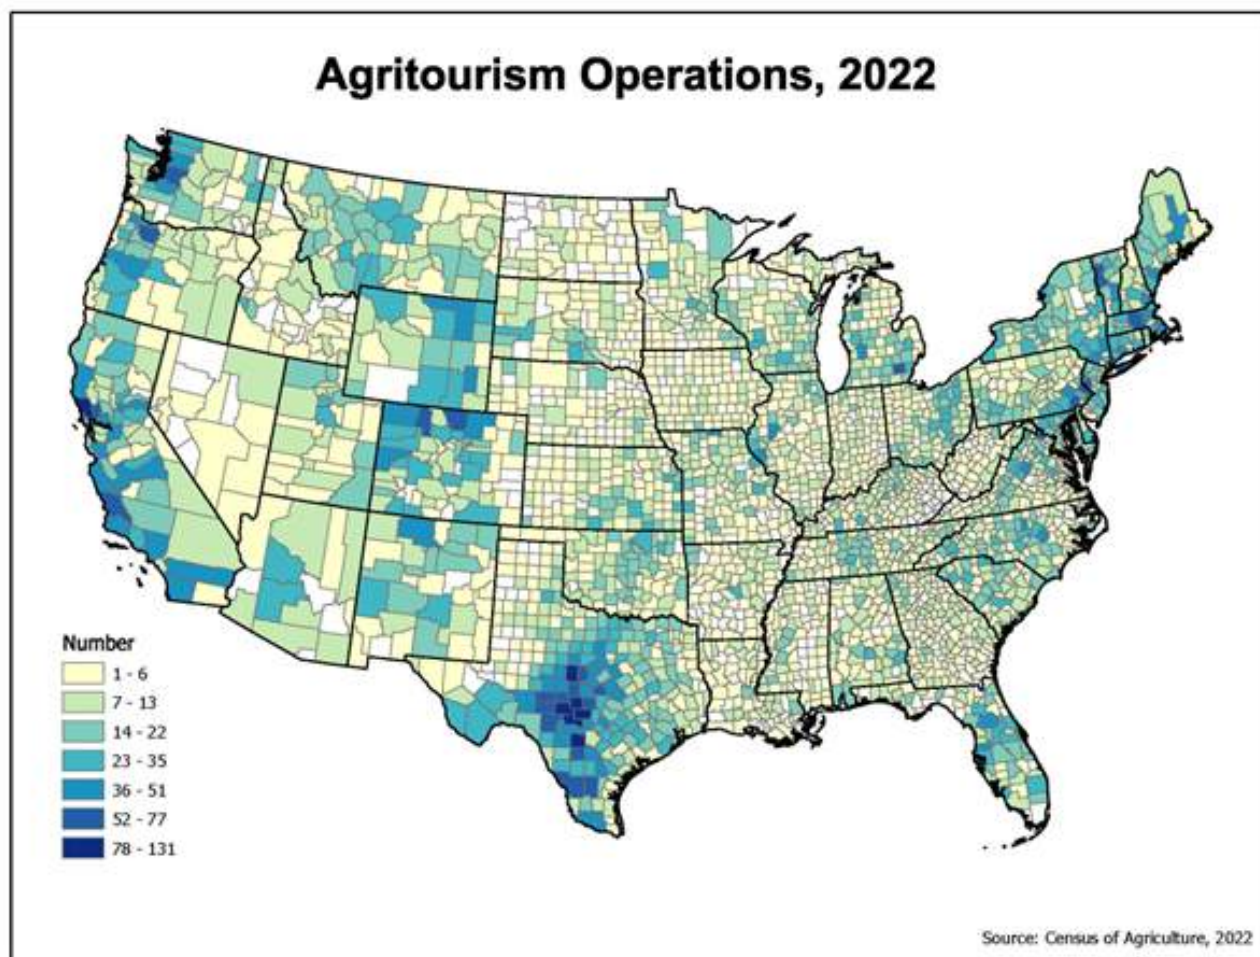 Agritourism Operations, 2022
Number
1 - 6
7 - 13
14 - 22
23 - 35
36 - 51
52 - 77
78 - 131
Source: Census of Agriculture, 2022